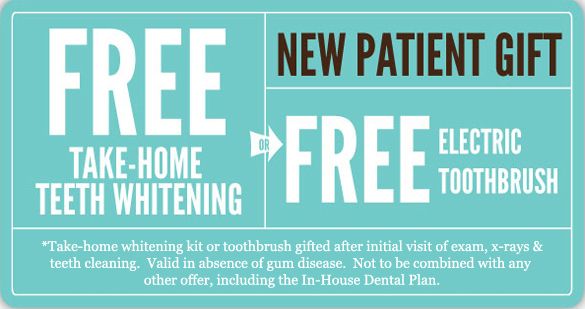 FREE
TAKE-HOME
TEETH WHITENING
OR
NEW PATIENT GIFT
FREE
ELECTRIC
TOOTHBRUSH
*Take-home whitening kit or toothbrush gifted after initial visit of exam, x-rays &
teeth cleaning. Valid in absence of gum disease. Not to be combined with any
other offer, including the In-House Dental Plan.